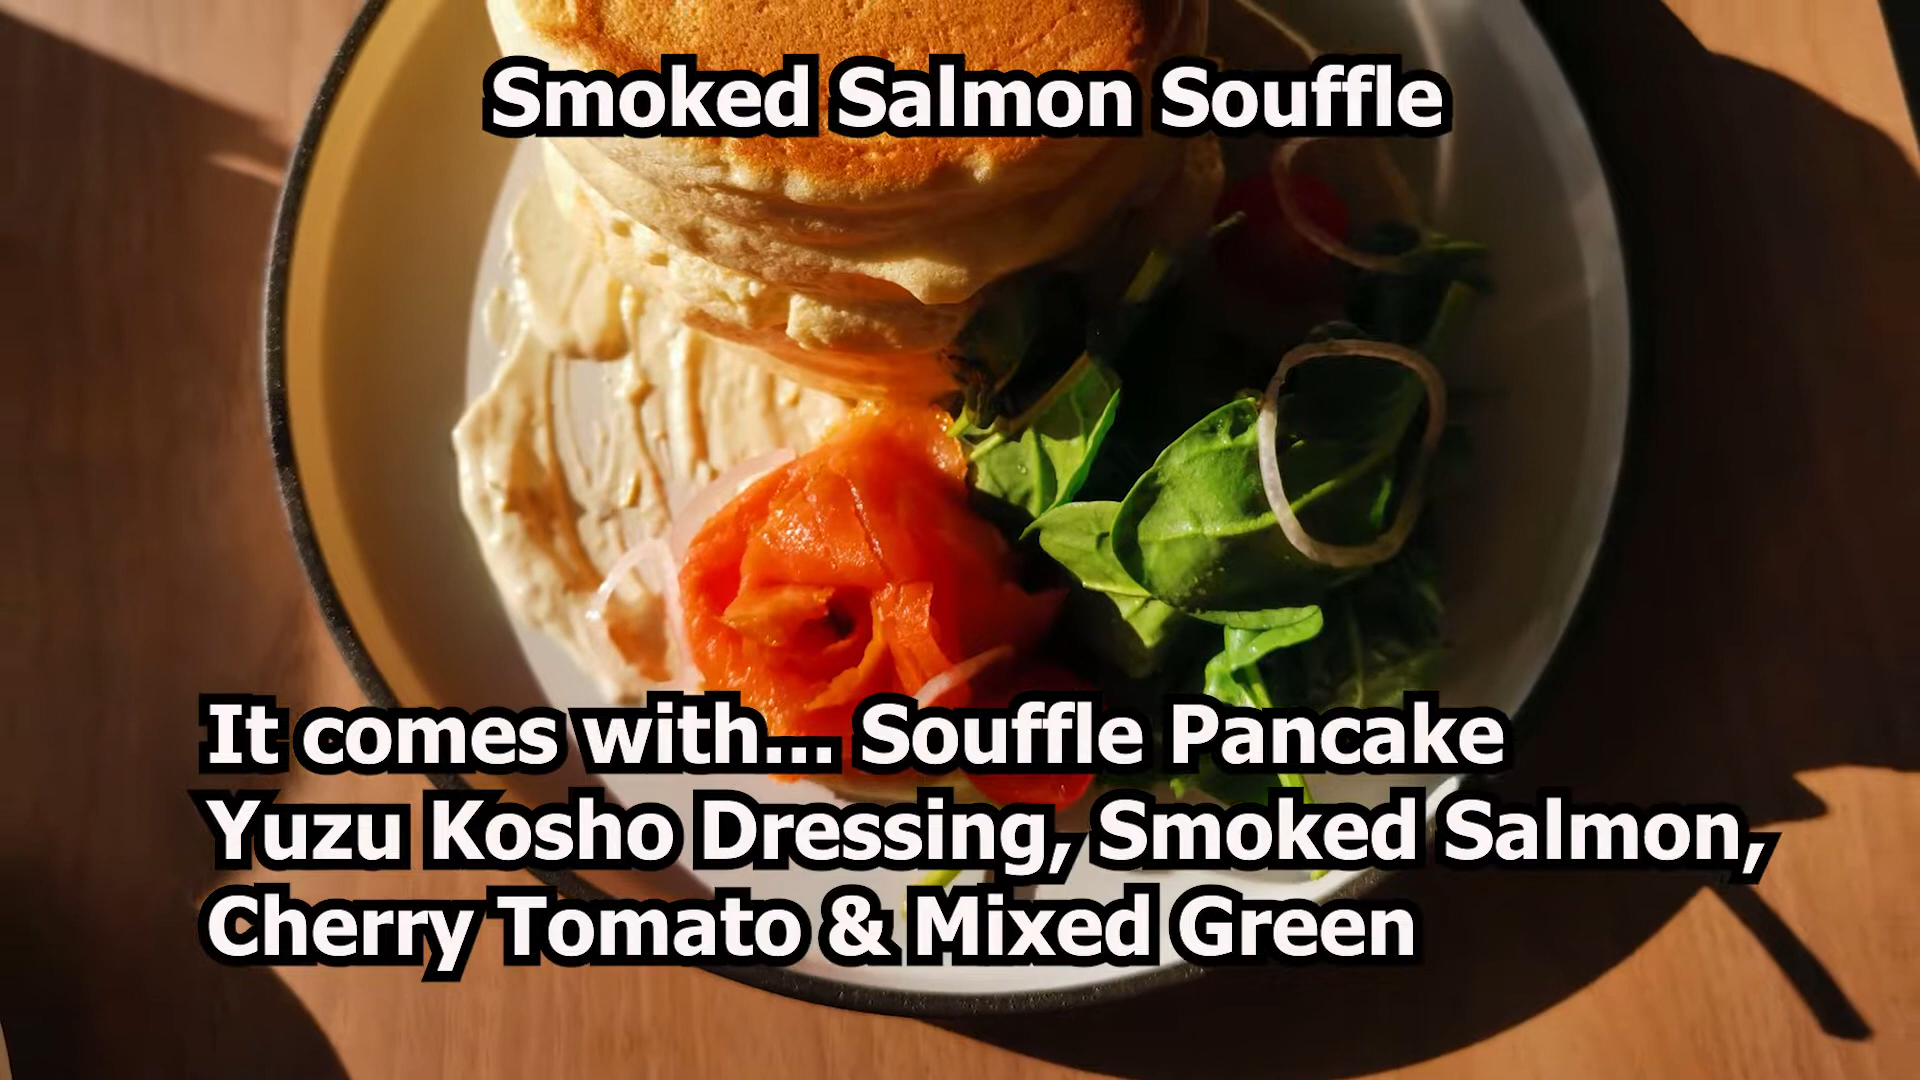 Smoked Salmon Souffle
It comes with... Souffle Pancake
Yuzu Kosho Dressing, Smoked Salmon,
Cherry Tomato & Mixed Green